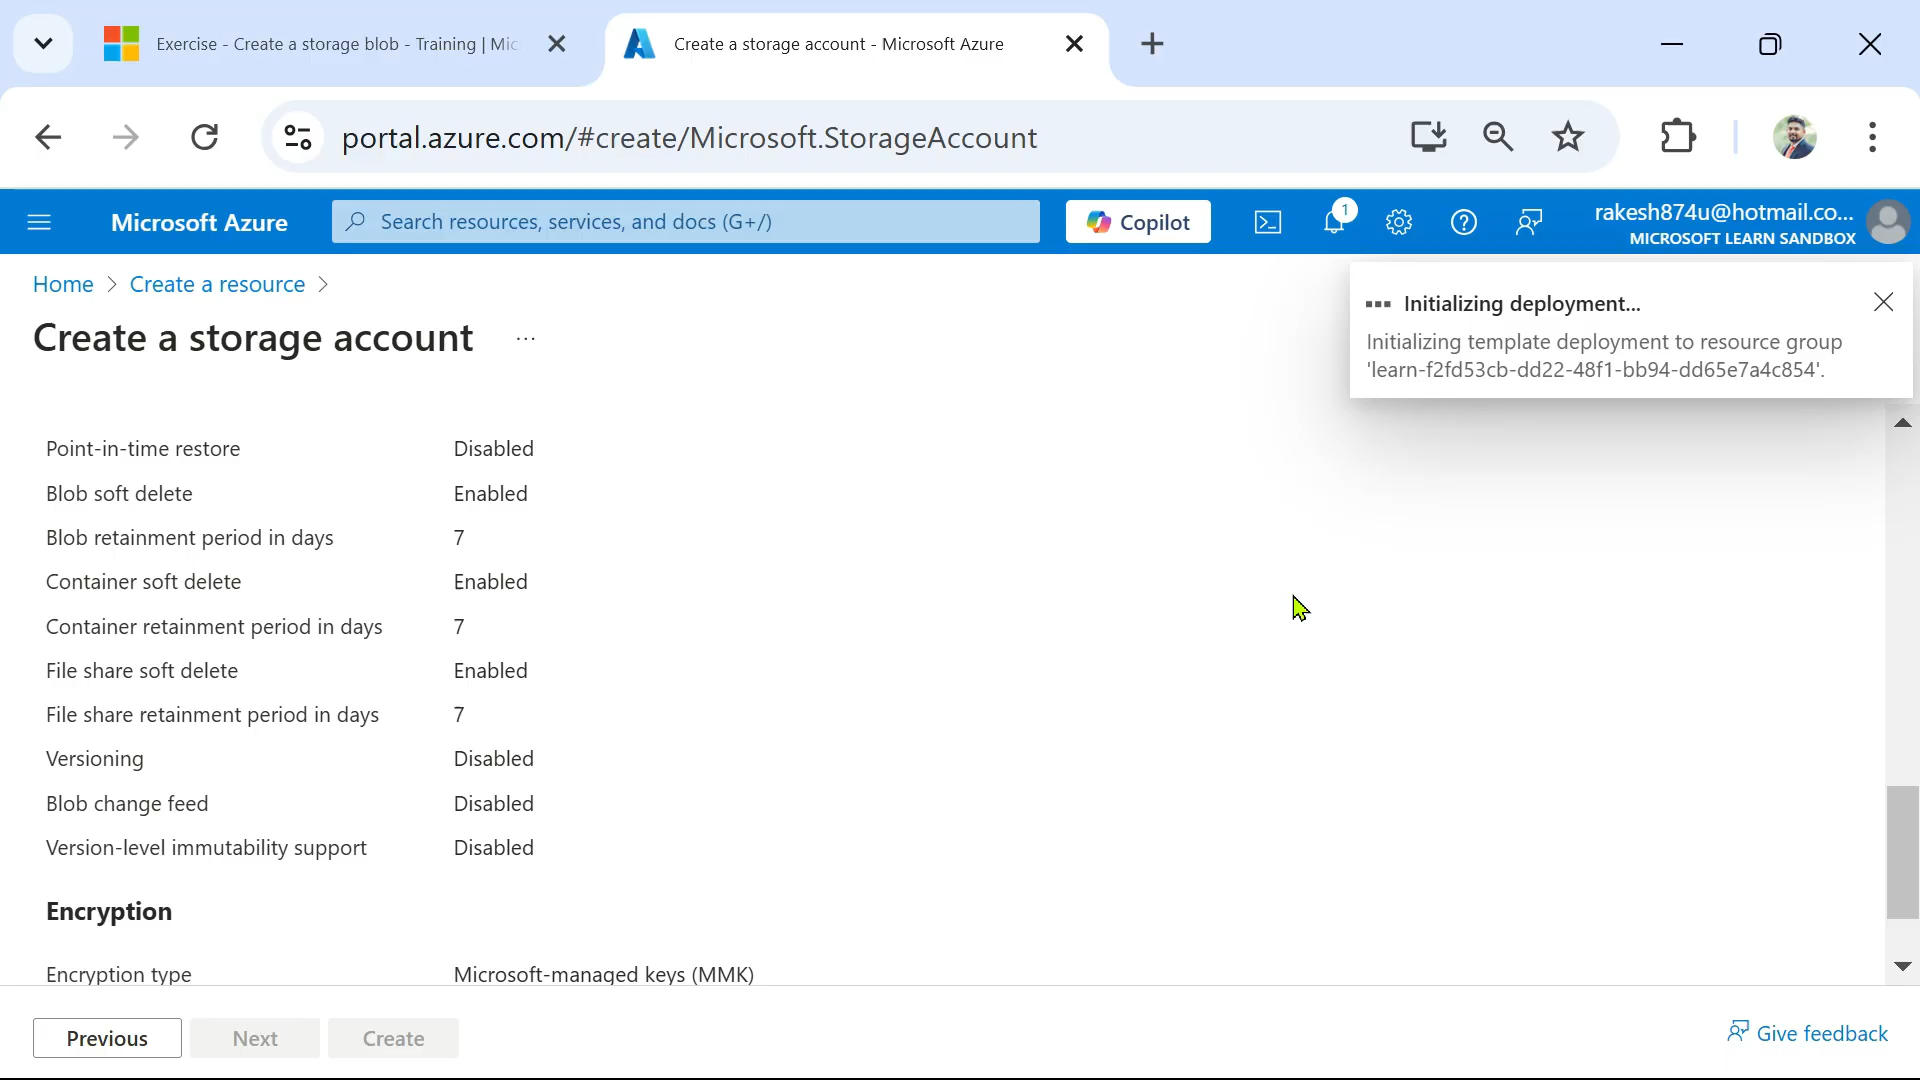 Exercise - Create a storage blob - Training | Mic
Create a storage account - Microsoft Azure
portal.azure.com/#create/Microsoft.StorageAccount
Microsoft Azure
Search resources, services, and docs (G+/)
Copilot
1
rakesh874u@hotmail.co...
MICROSOFT LEARN SANDBOX
Home > Create a resource >
Create a storage account ...
Initializing deployment...
Initializing template deployment to resource group
'learn-f2fd53cb-dd22-48f1-bb94-dd65e7a4c854'.
Point-in-time restore Disabled
Blob soft delete Enabled
Blob retainment period in days 7
Container soft delete Enabled
Container retainment period in days 7
File share soft delete Enabled
File share retainment period in days 7
Versioning Disabled
Blob change feed Disabled
Version-level immutability support Disabled
Encryption
Encryption type Microsoft-managed keys (MMK)
Previous Next Create
Give feedback